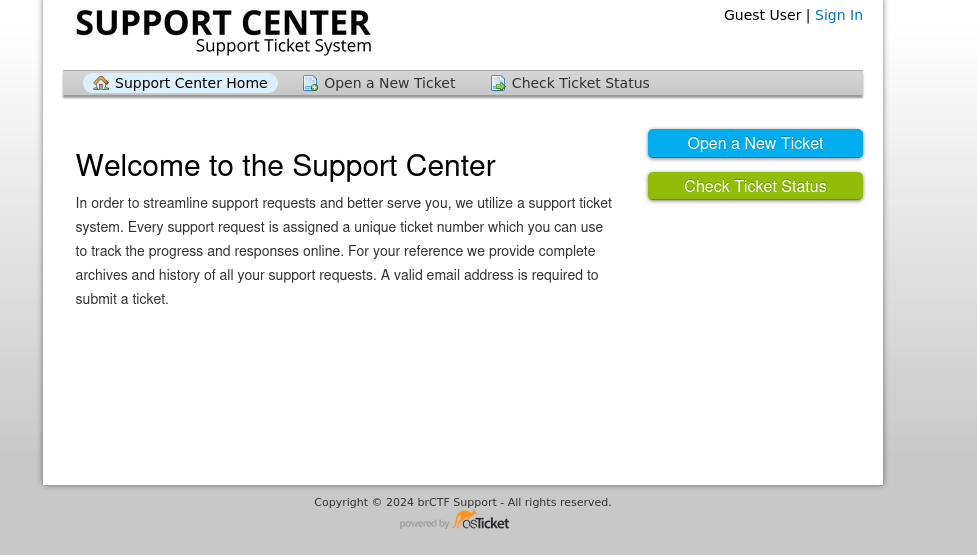 SUPPORT CENTER
Support Ticket System
Guest User | Sign In
Support Center Home Open a New Ticket Check Ticket Status
Welcome to the Support Center
In order to streamline support requests and better serve you, we utilize a support ticket
system. Every support request is assigned a unique ticket number which you can use
to track the progress and responses online. For your reference we provide complete
archives and history of all your support requests. A valid email address is required to
submit a ticket.
Open a New Ticket
Check Ticket Status
Copyright © 2024 brCTF Support - All rights reserved.
powered by osTicket